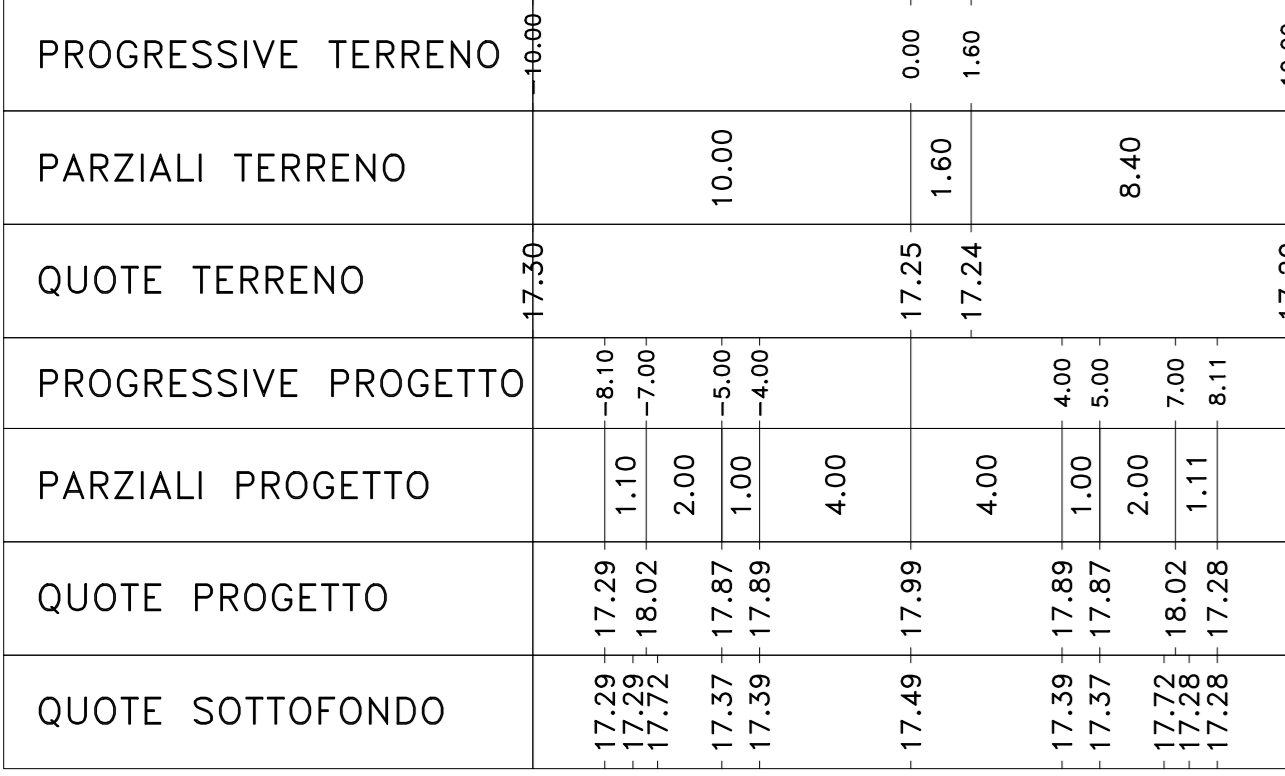 PROGRESSIVE TERRENO -10.00 0.00 1.60
PARZIALI TERRENO 10.00 1.60 8.40
QUOTE TERRENO 17.30 17.25 17.24
PROGRESSIVE PROGETTO -8.10 -7.00 -5.00 -4.00 4.00 5.00 7.00 8.11
PARZIALI PROGETTO 1.10 2.00 1.00 4.00 4.00 1.00 2.00 1.11
QUOTE PROGETTO 17.29 18.02 17.87 17.89 17.99 17.89 17.87 18.02 17.28
QUOTE SOTTOFONDO 17.29 17.29 17.72 17.37 17.39 17.49 17.39 17.37 17.72 17.28 17.28